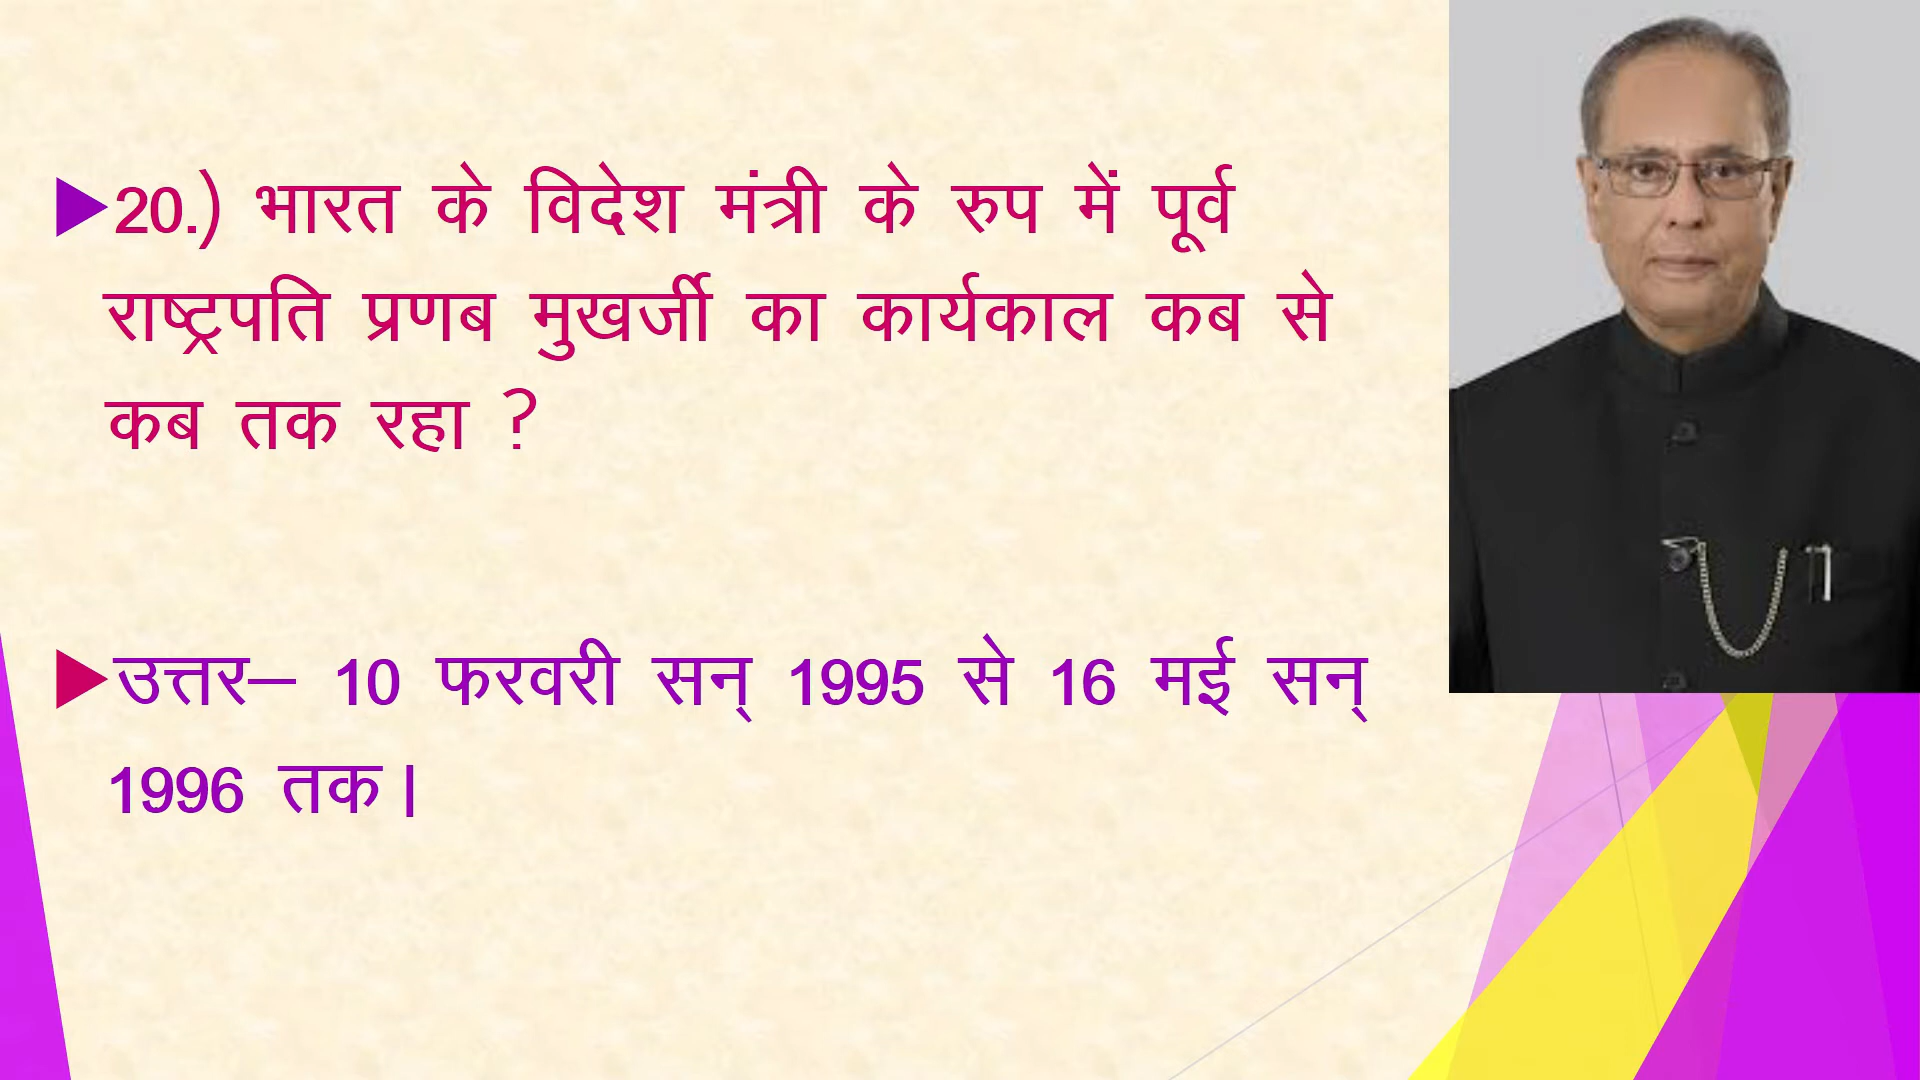 20.) भारत के विदेश मंत्री के रुप में पूर्व
राष्ट्रपति प्रणब मुखर्जी का कार्यकाल कब से
कब तक रहा ?
उत्तर– 10 फरवरी सन् 1995 से 16 मई सन्
1996 तक।